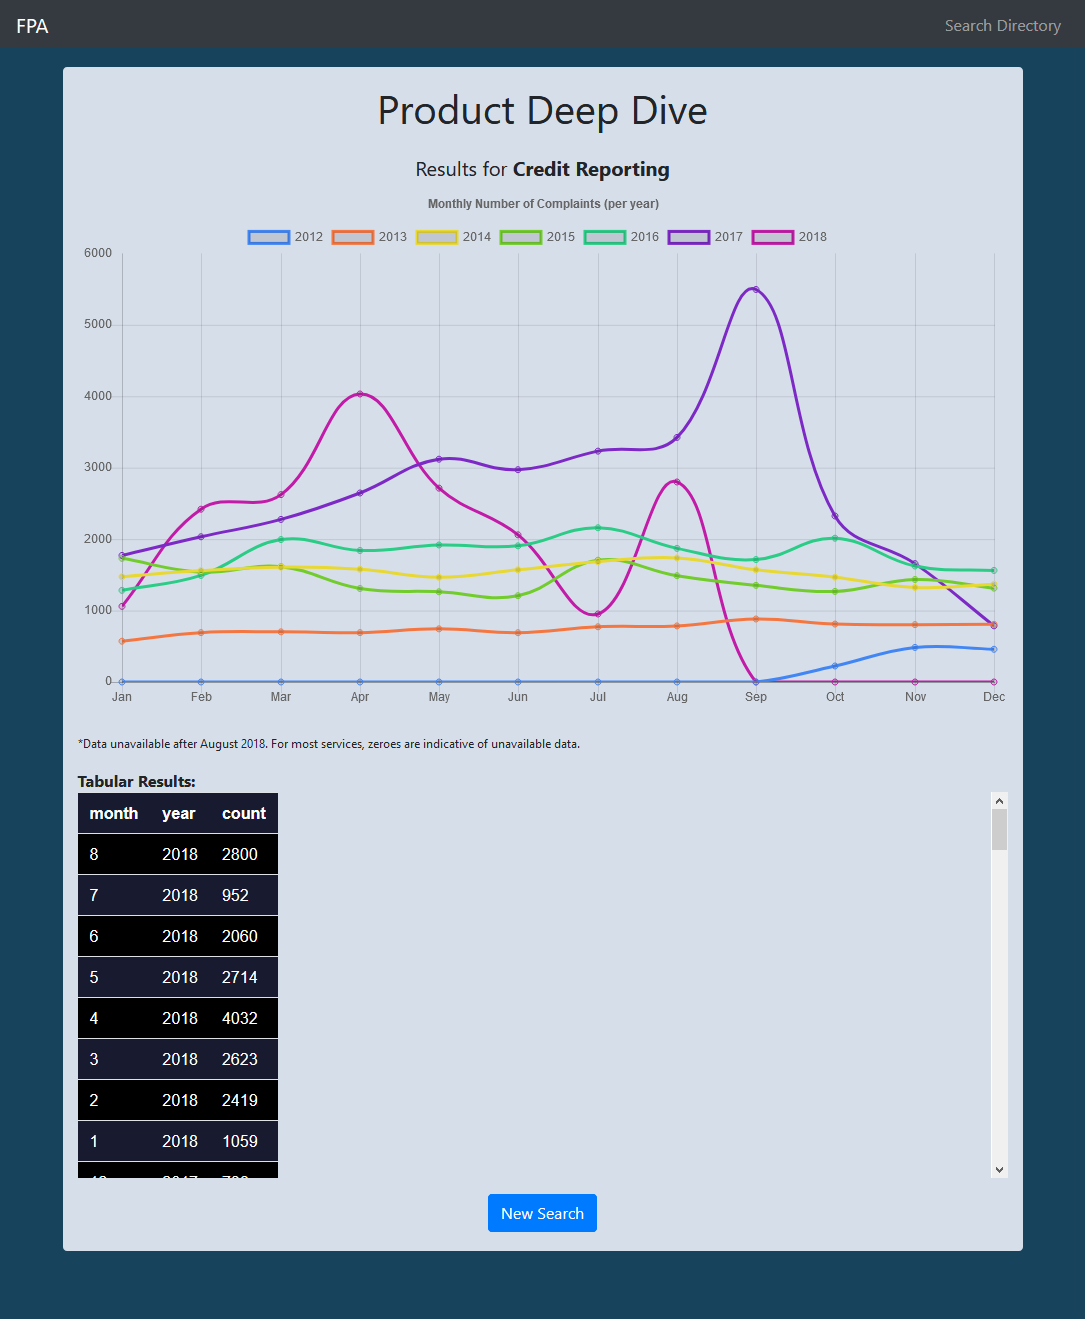 FPA Search Directory
Product Deep Dive
Results for Credit Reporting
Monthly Number of Complaints (per year)
2012 2013 2014 2015 2016 2017 2018
6000
5000
4000
3000
2000
1000
0
Jan Feb Mar Apr May Jun Jul Aug Sep Oct Nov Dec
*Data unavailable after August 2018. For most services, zeroes are indicative of unavailable data.
Tabular Results:
month year count
8 2018 2800
7 2018 952
6 2018 2060
5 2018 2714
4 2018 4032
3 2018 2623
2 2018 2419
1 2018 1059
New Search